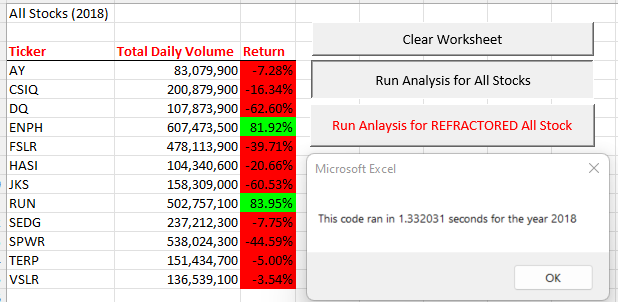 All Stocks (2018)
Ticker Total Daily Volume Return
AY 83,079,900 -7.28%
CSIQ 200,879,900 -16.34%
DQ 107,873,900 -62.60%
ENPH 607,473,500 81.92%
FSLR 478,113,900 -39.71%
HASI 104,340,600 -20.66%
JKS 158,309,000 -60.53%
RUN 502,757,100 83.95%
SEDG 237,212,300 -7.75%
SPWR 538,024,300 -44.59%
TERP 151,434,700 -5.00%
VSLR 136,539,100 -3.54%
Clear Worksheet
Run Analysis for All Stocks
Run Anlaysis for REFRACTORED All Stock
Microsoft Excel
This code ran in 1.332031 seconds for the year 2018
OK